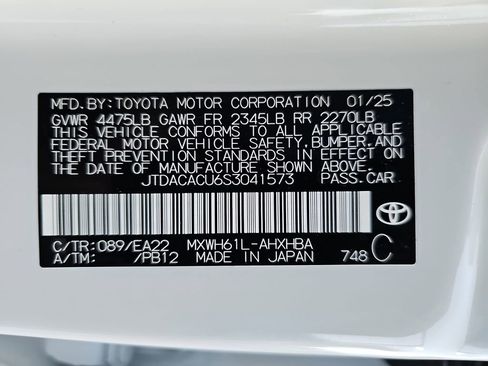 MFD.BY:TOYOTA MOTOR CORPORATION 01/25
GVWR 4475LB GAWR FR 2345LB RR 2270LB
THIS VEHICLE CONFORMS TO ALL APPLICABLE
FEDERAL MOTOR VEHICLE SAFETY,BUMPER,AND
THEFT PREVENTION STANDARDS IN EFFECT ON
THE DATE OF MANUFACTURE SHOWN ABOVE.
JTDACACU6S3041573 PASS.CAR
C/TR:089/EA22 MXWH61L-AHXHBA
A/TM: /PB12 MADE IN JAPAN 748 C